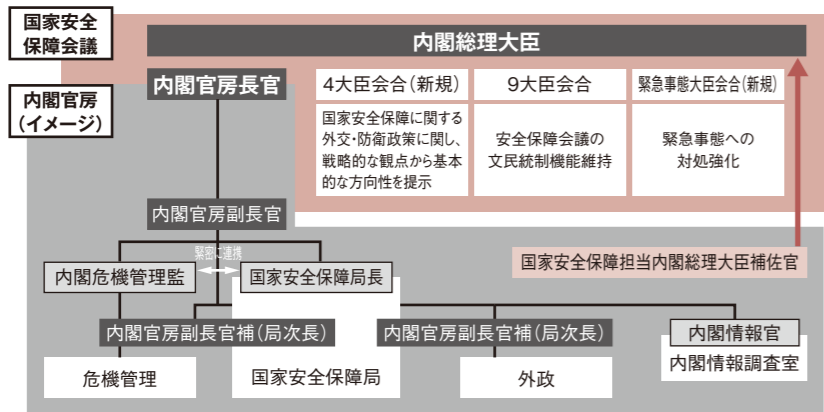 国家安全
保障会議
内閣総理大臣
内閣官房
(イメージ)
内閣官房長官
4大臣会合(新規)
国家安全保障に関する
外交・防衛政策に関し、
戦略的な観点から基本
的な方向性を提示
9大臣会合
安全保障会議の
文民統制機能維持
緊急事態大臣会合(新規)
緊急事態への
対処強化
内閣官房副長官
緊密に連携
国家安全保障担当内閣総理大臣補佐官
内閣危機管理監
国家安全保障局長
内閣官房副長官補(局次長)
内閣官房副長官補(局次長)
内閣情報官
内閣情報調査室
危機管理
国家安全保障局
外政